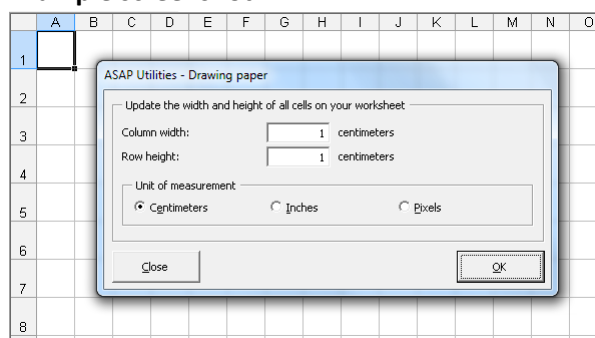 A B C D E F G H I J K L M N O
1
ASAP Utilities - Drawing paper
2
Update the width and height of all cells on your worksheet
3
Column width: 1 centimeters
Row height: 1 centimeters
4
Unit of measurement
5
Centimeters Inches Pixels
6
Close OK
7
8